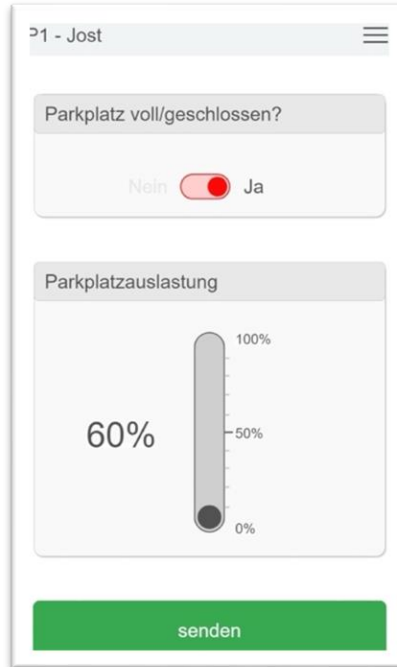 P1 - Jost
Parkplatz voll/geschlossen?
Nein Ja
Parkplatzauslastung
100%
60%
50%
0%
senden